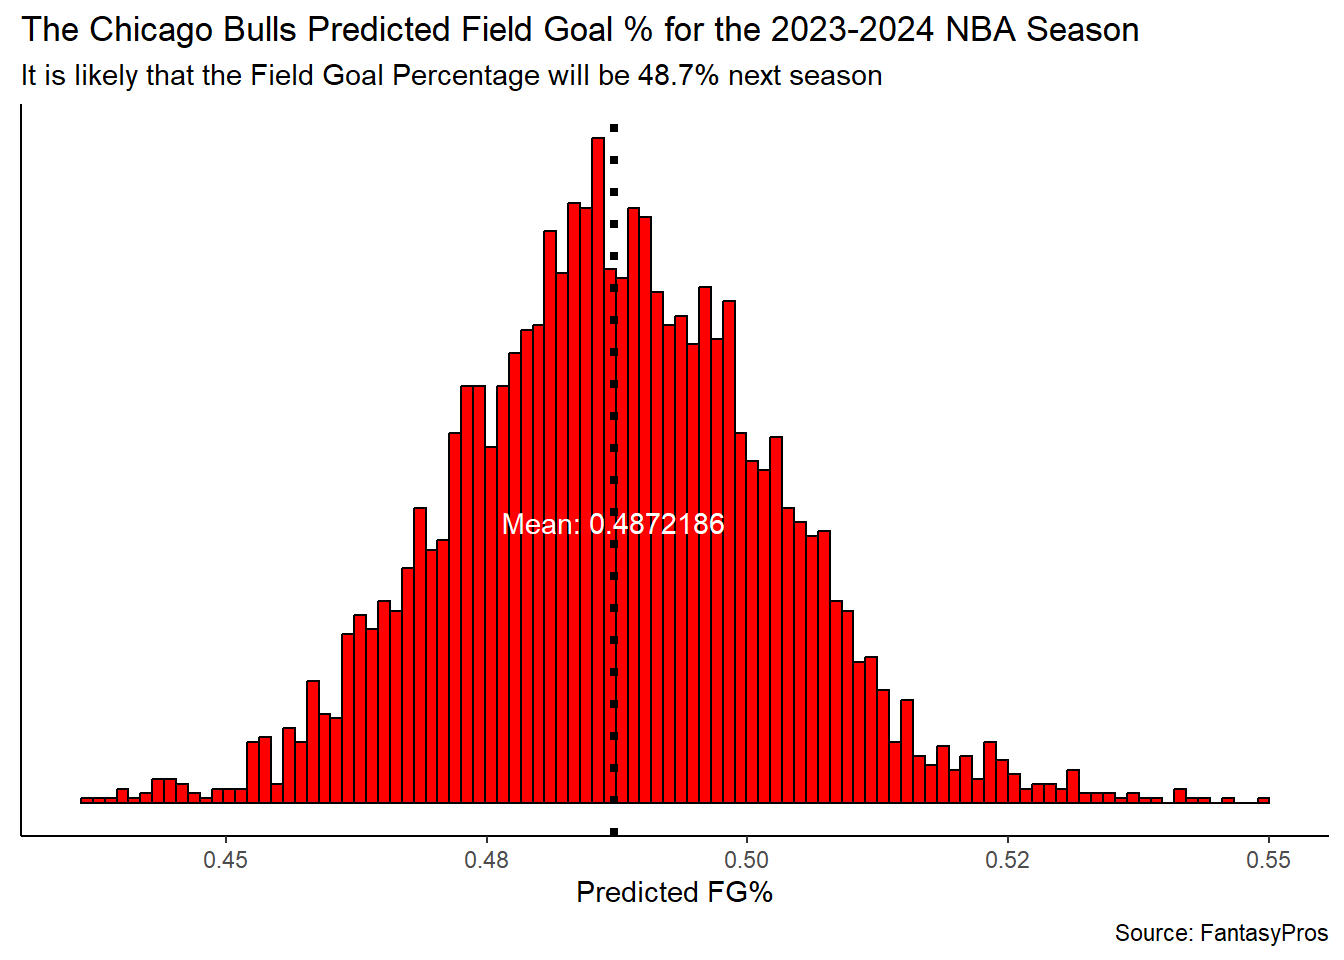 The Chicago Bulls Predicted Field Goal % for the 2023-2024 NBA Season
It is likely that the Field Goal Percentage will be 48.7% next season
Mean: 0.4872186
0.45 0.48 0.50 0.52 0.55
Predicted FG%
Source: FantasyPros